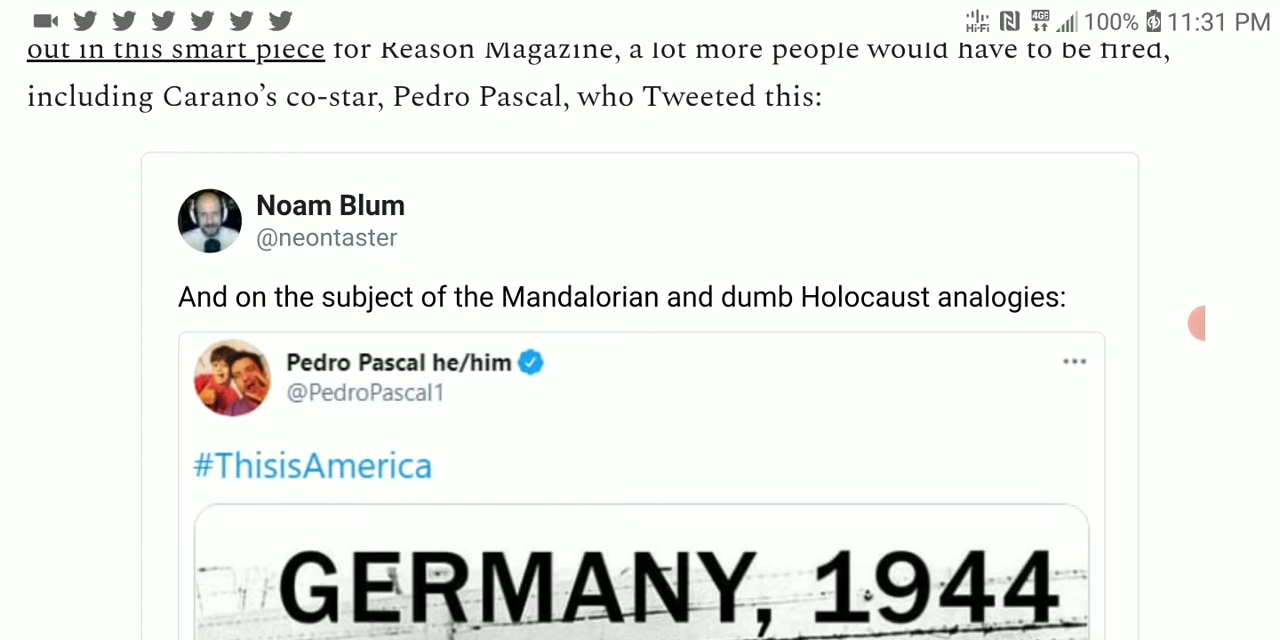 HiFi 4GE 100% 11:31 PM
out in this smart piece for Reason Magazine, a lot more people would have to be fired,
including Carano’s co-star, Pedro Pascal, who Tweeted this:
Noam Blum
@neontaster
And on the subject of the Mandalorian and dumb Holocaust analogies:
Pedro Pascal he/him
@PedroPascal1
#ThisisAmerica
GERMANY, 1944